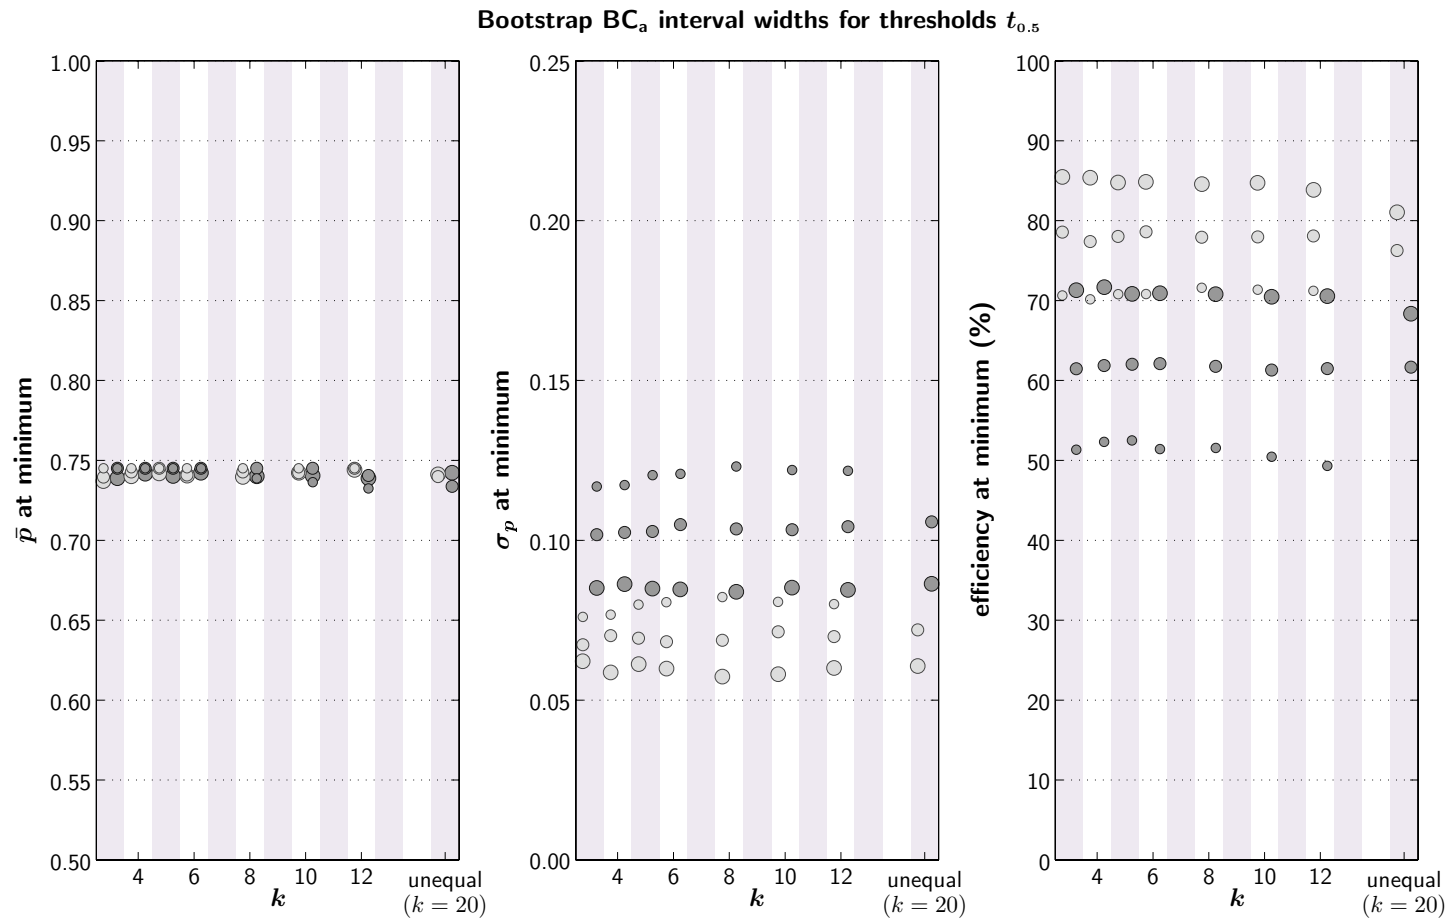 Bootstrap BCₐ interval widths for thresholds t₀.₅
p̄ at minimum
1.00
0.95
0.90
0.85
0.80
0.75
0.70
0.65
0.60
0.55
0.50
4 6 8 10 12
k
unequal
(k = 20)
σₚ at minimum
0.25
0.20
0.15
0.10
0.05
0.00
4 6 8 10 12
k
unequal
(k = 20)
efficiency at minimum (%)
100
90
80
70
60
50
40
30
20
10
0
4 6 8 10 12
k
unequal
(k = 20)